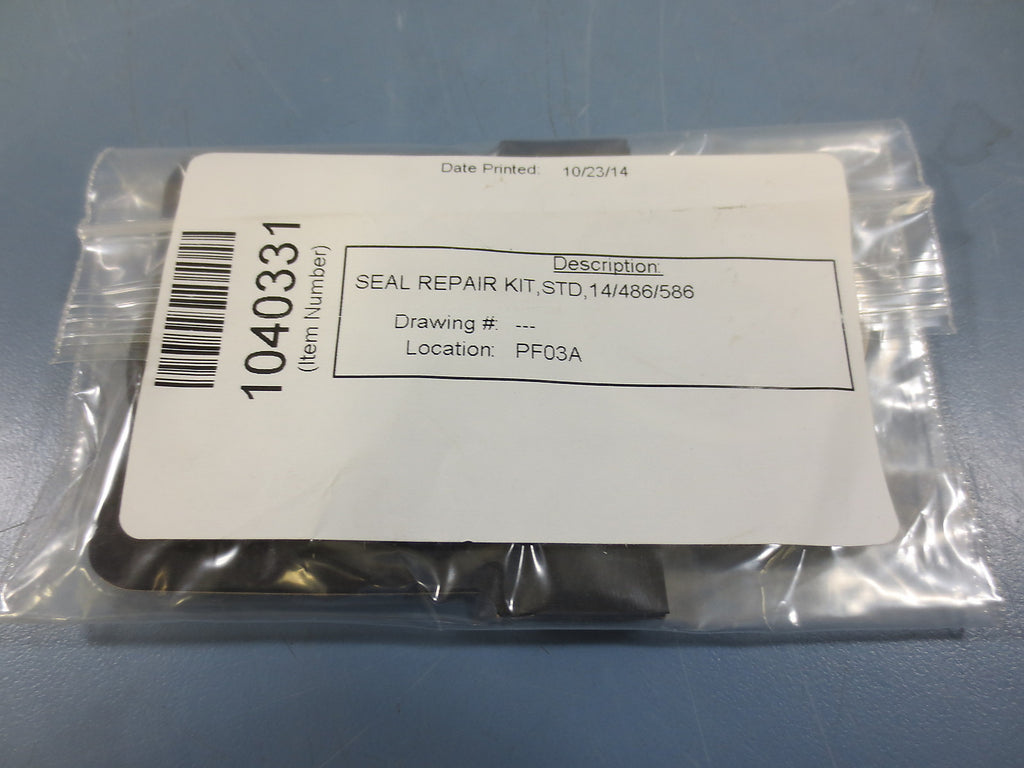 Date Printed: 10/23/14
1040331
(Item Number)
Description:
SEAL REPAIR KIT,STD,14/486/586
Drawing #: ---
Location: PF03A